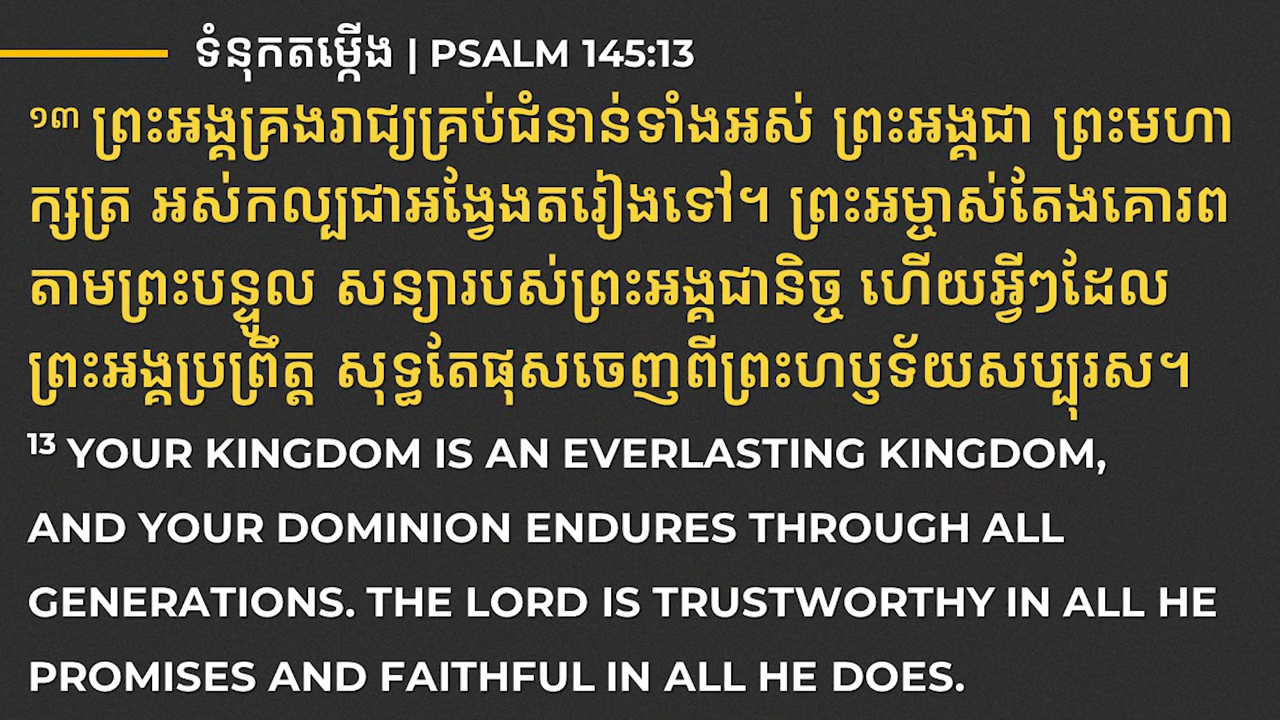 ទំនុកតម្កើង | PSALM 145:13
១៣ ព្រះអង្គគ្រងរាជ្យគ្រប់ជំនាន់ទាំងអស់ ព្រះអង្គជា ព្រះមហា
ក្សត្រ អស់កល្បជាអង្វែងតរៀងទៅ។ ព្រះអម្ចាស់តែងគោរព
តាមព្រះបន្ទូល សន្យារបស់ព្រះអង្គជានិច្ច ហើយអ្វីៗដែល
ព្រះអង្គប្រព្រឹត្ត សុទ្ធតែផុសចេញពីព្រះហឫទ័យសប្បុរស។
13 YOUR KINGDOM IS AN EVERLASTING KINGDOM,
AND YOUR DOMINION ENDURES THROUGH ALL
GENERATIONS. THE LORD IS TRUSTWORTHY IN ALL HE
PROMISES AND FAITHFUL IN ALL HE DOES.